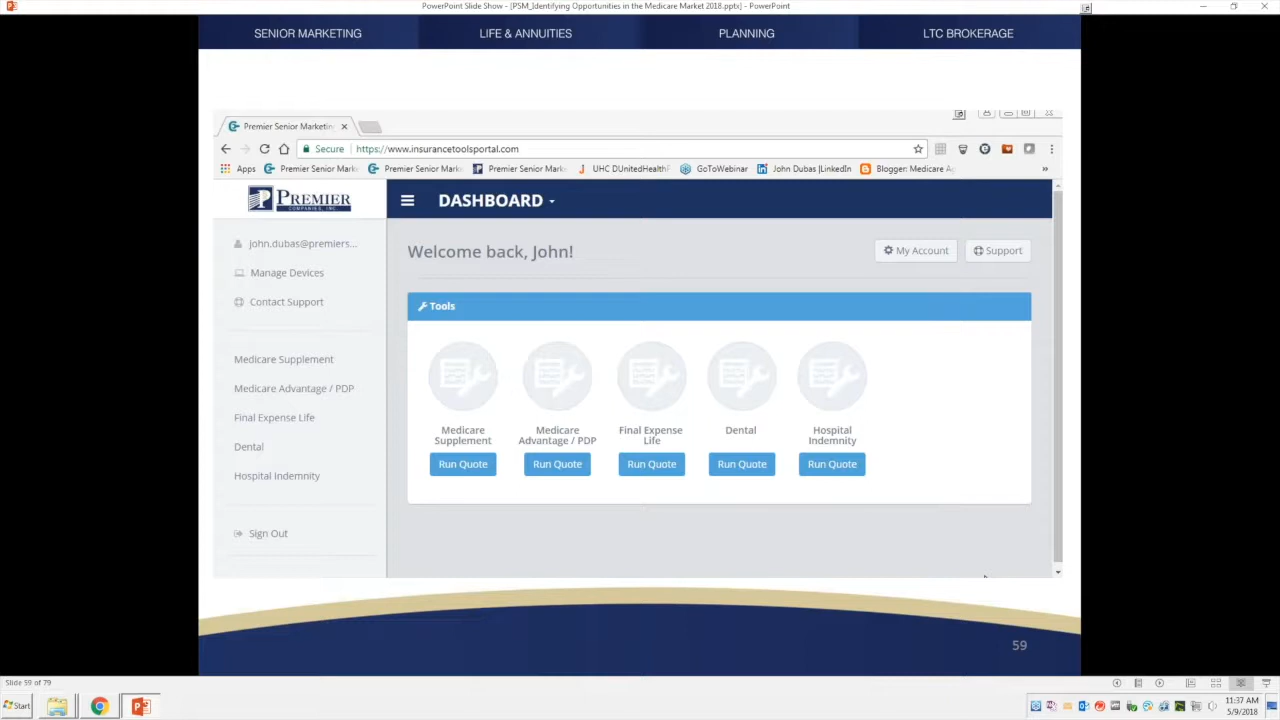 PowerPoint Slide Show - [PSM_Identifying Opportunities in the Medicare Market 2018.pptx] - PowerPoint
SENIOR MARKETING LIFE & ANNUITIES PLANNING LTC BROKERAGE
Premier Senior Marketin
Secure https://www.insurancetoolsportal.com
Apps Premier Senior Mark Premier Senior Mark Premier Senior Mark UHC DUnitedHealth GoToWebinar John Dubas |LinkedIn Blogger: Medicare Ag »
PREMIER
COMPANIES, INC.
DASHBOARD
john.dubas@premiers...
Manage Devices
Contact Support
Medicare Supplement
Medicare Advantage / PDP
Final Expense Life
Dental
Hospital Indemnity
Sign Out
Welcome back, John!
My Account Support
Tools
Medicare Supplement
Run Quote
Medicare Advantage / PDP
Run Quote
Final Expense Life
Run Quote
Dental
Run Quote
Hospital Indemnity
Run Quote
59
Slide 59 of 79
Start
11:37 AM
5/9/2018